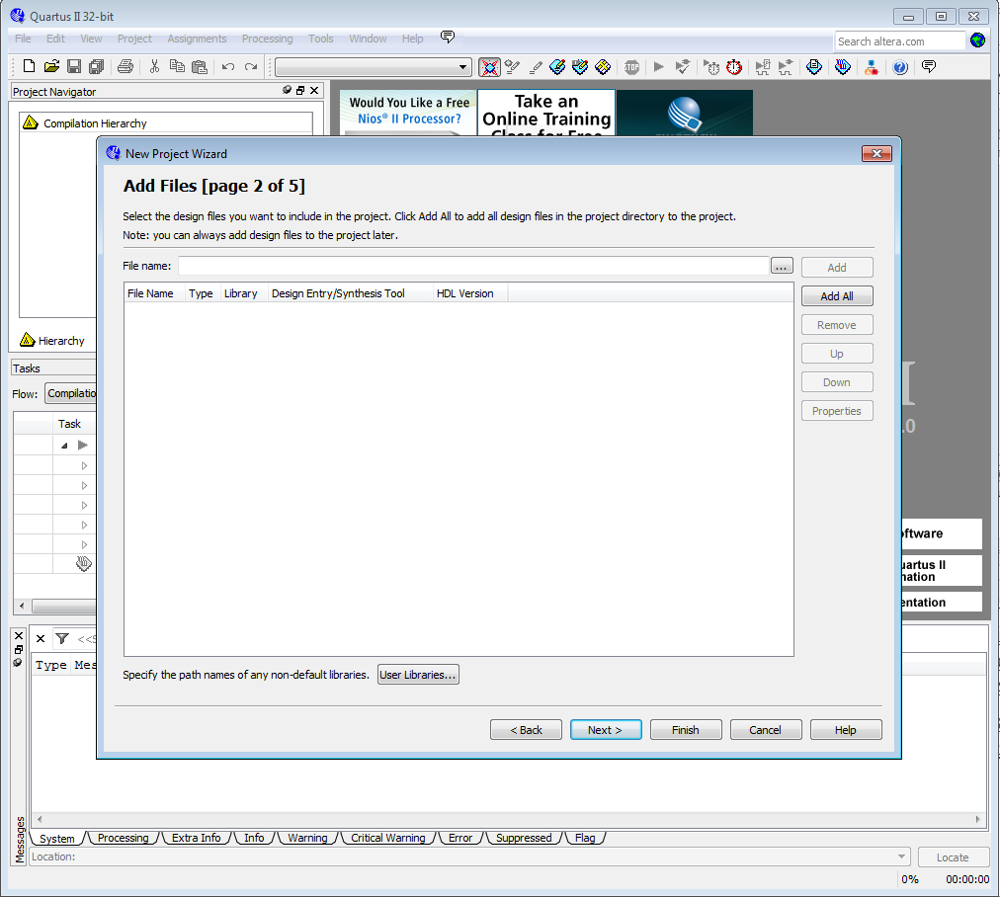 Quartus II 32-bit
File Edit View Project Assignments Processing Tools Window Help
Search altera.com
STOP
Project Navigator
Compilation Hierarchy
Would You Like a Free
Nios® II Processor?
Take an
Online Training
Class for Free
New Project Wizard
Add Files [page 2 of 5]
Select the design files you want to include in the project. Click Add All to add all design files in the project directory to the project.
Note: you can always add design files to the project later.
File name:
...
Add
File Name Type Library Design Entry/Synthesis Tool HDL Version
Add All
Remove
Up
Down
Properties
Hierarchy
Tasks
Flow: Compilatio
Task
I
.0
oftware
uartus II
mation
entation
Specify the path names of any non-default libraries. User Libraries...
< Back Next > Finish Cancel Help
<<S
Type Mes
Messages
System Processing Extra Info Info Warning Critical Warning Error Suppressed Flag
Location:
Locate
0% 00:00:00